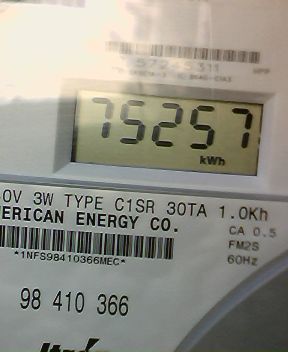 75257
kWh
3W TYPE C1SR 30TA 1.0Kh
ERICAN ENERGY CO.
CA 0.5
*1NFS98410366MEC*
FM2S
60Hz
98 410 366